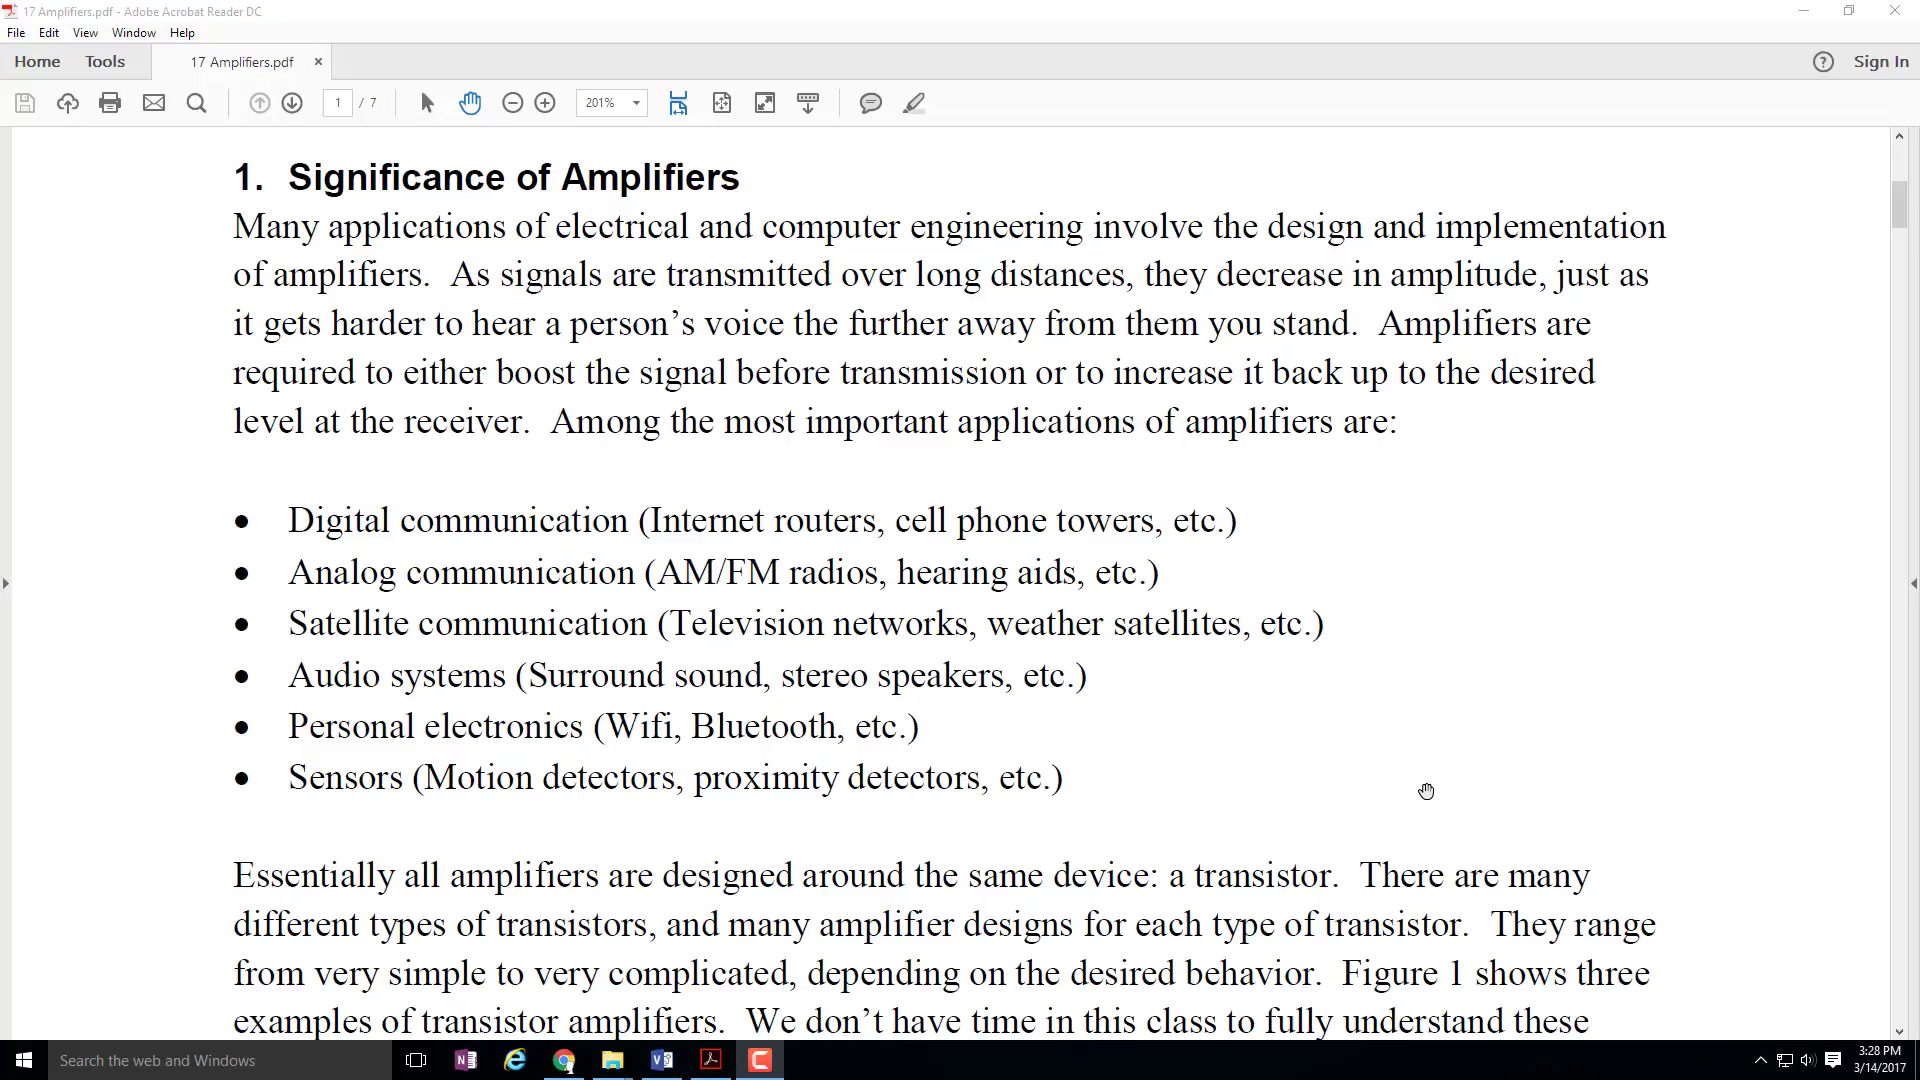 17 Amplifiers.pdf - Adobe Acrobat Reader DC
File Edit View Window Help
Home Tools 17 Amplifiers.pdf × Sign In
1 / 7 201%
1. Significance of Amplifiers
Many applications of electrical and computer engineering involve the design and implementation
of amplifiers. As signals are transmitted over long distances, they decrease in amplitude, just as
it gets harder to hear a person’s voice the further away from them you stand. Amplifiers are
required to either boost the signal before transmission or to increase it back up to the desired
level at the receiver. Among the most important applications of amplifiers are:
• Digital communication (Internet routers, cell phone towers, etc.)
• Analog communication (AM/FM radios, hearing aids, etc.)
• Satellite communication (Television networks, weather satellites, etc.)
• Audio systems (Surround sound, stereo speakers, etc.)
• Personal electronics (Wifi, Bluetooth, etc.)
• Sensors (Motion detectors, proximity detectors, etc.)
Essentially all amplifiers are designed around the same device: a transistor. There are many
different types of transistors, and many amplifier designs for each type of transistor. They range
from very simple to very complicated, depending on the desired behavior. Figure 1 shows three
examples of transistor amplifiers. We don’t have time in this class to fully understand these
Search the web and Windows
3:28 PM
3/14/2017